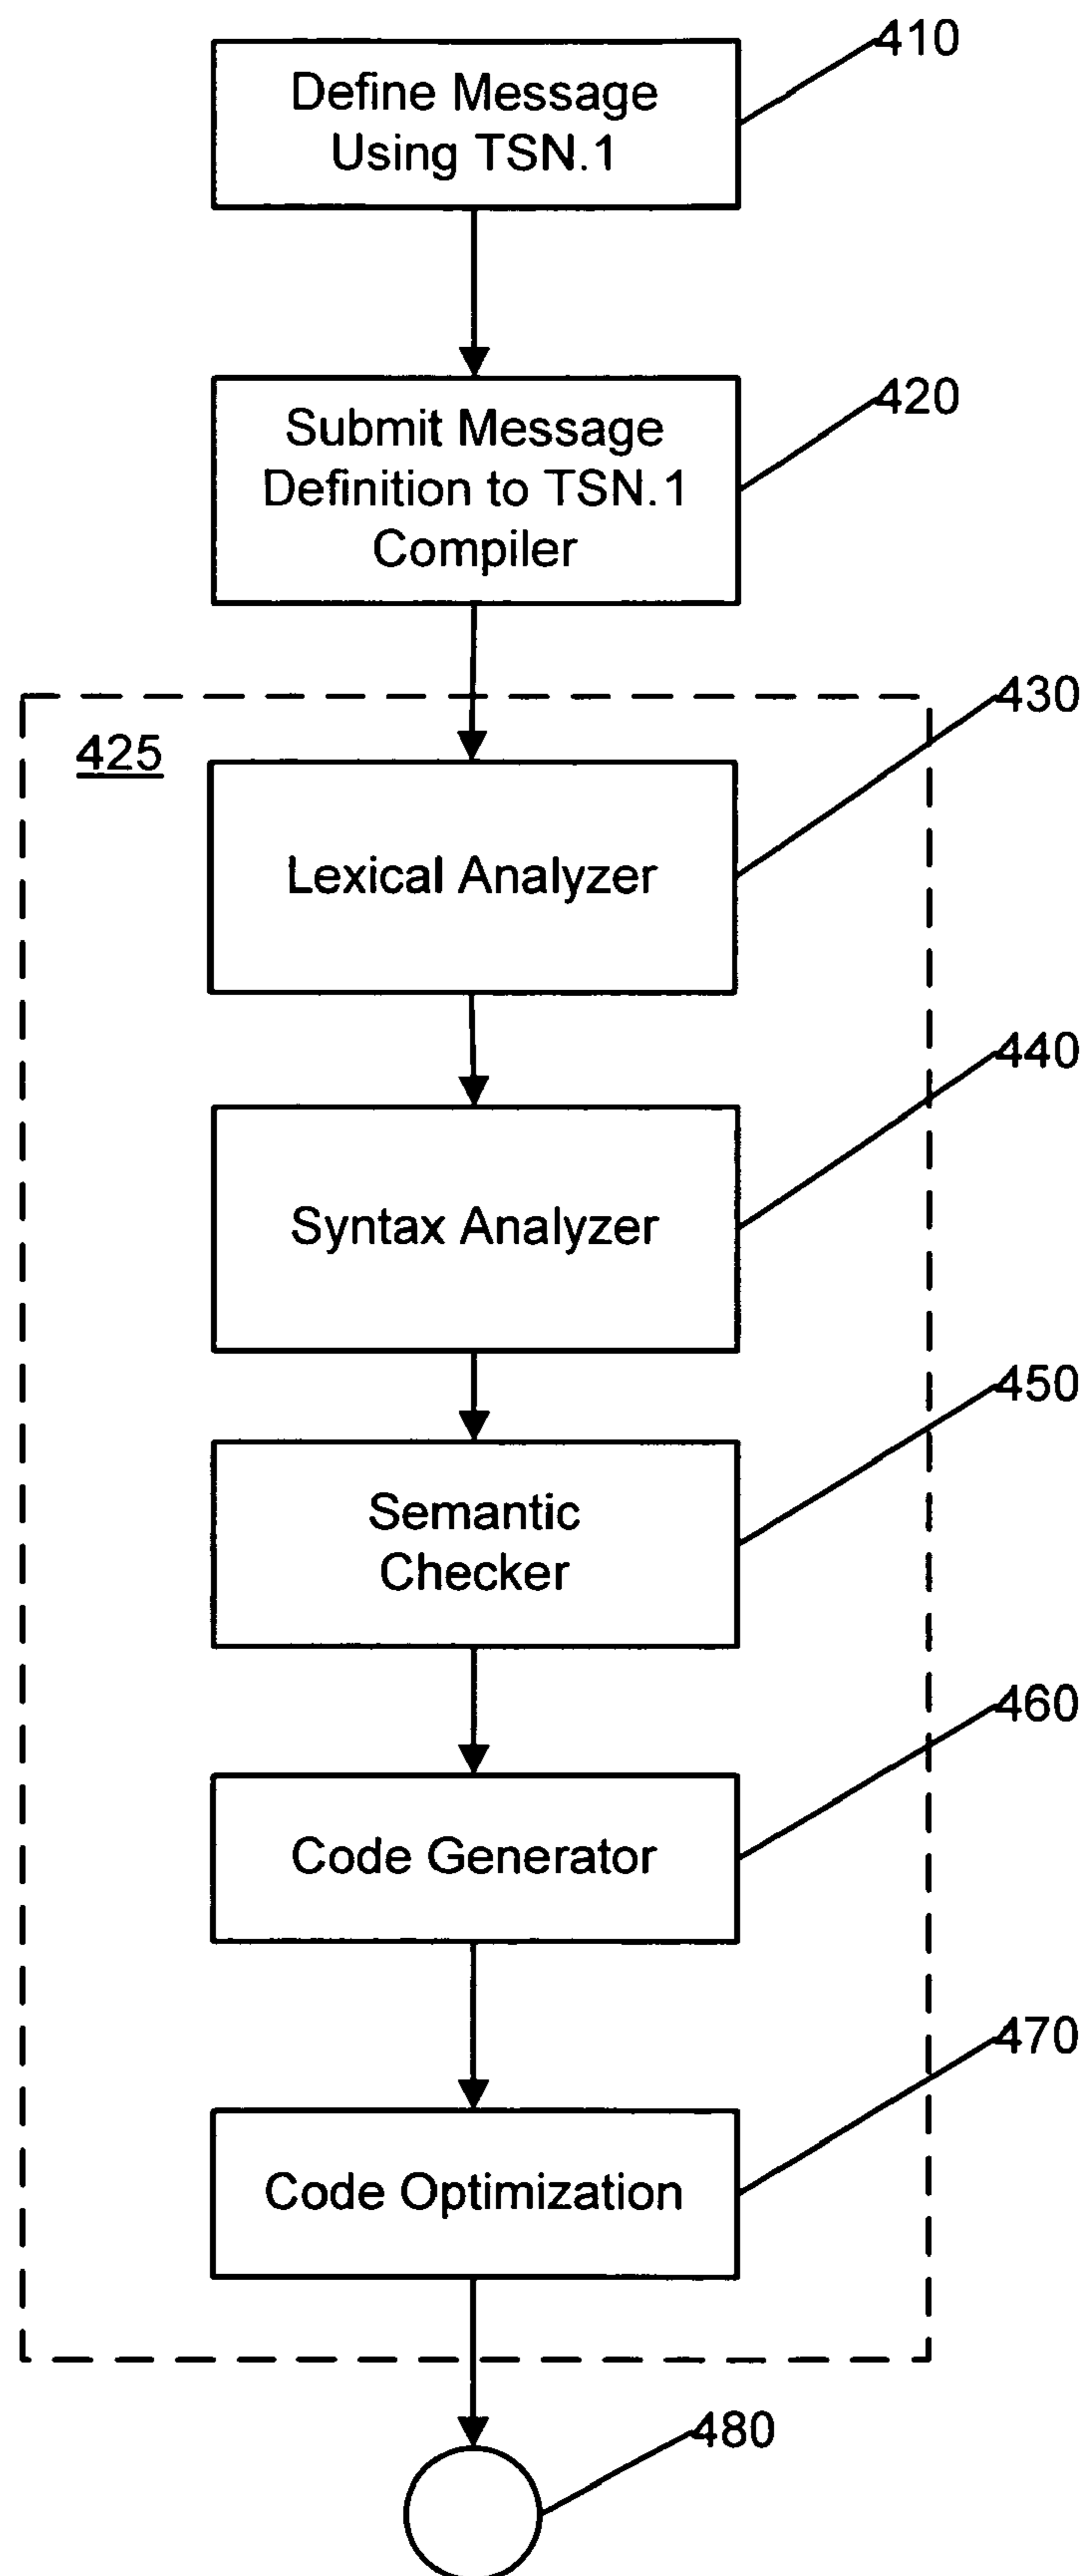 410
Define Message
Using TSN.1
420
Submit Message
Definition to TSN.1
Compiler
430
425
Lexical Analyzer
440
Syntax Analyzer
450
Semantic
Checker
460
Code Generator
470
Code Optimization
480